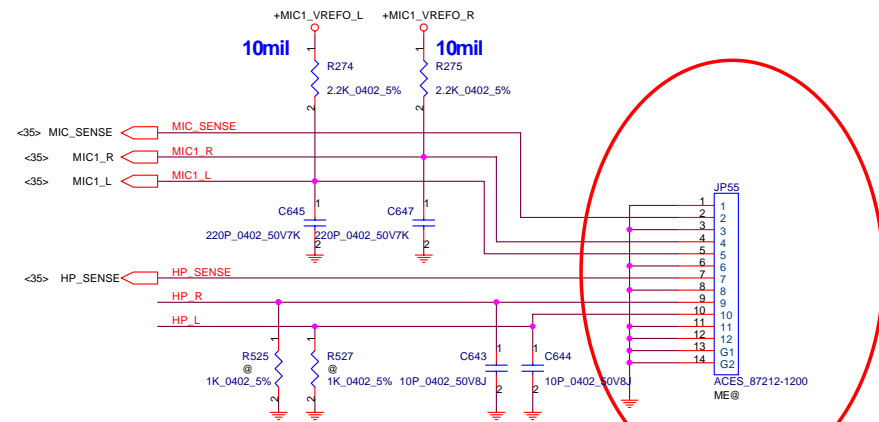 +MIC1_VREFO_L +MIC1_VREFO_R
10mil 10mil
1 1
R274 R275
2.2K_0402_5% 2.2K_0402_5%
2 2
<35> MIC_SENSE MIC_SENSE
<35> MIC1_R MIC1_R
<35> MIC1_L MIC1_L
JP55
1 1
2 2
3 3
4 4
5 5
6 6
7 7
8 8
9 9
10 10
11 11
12 12
13 G1
14 G2
ACES_87212-1200
ME@
C645 1 C647 1
220P_0402_50V7K 220P_0402_50V7K
2 2
<35> HP_SENSE HP_SENSE
HP_R
HP_L
1 1 1 1
R525 R527 C643 C644
@ @
1K_0402_5% 1K_0402_5% 10P_0402_50V8J 10P_0402_50V8J
2 2 2 2